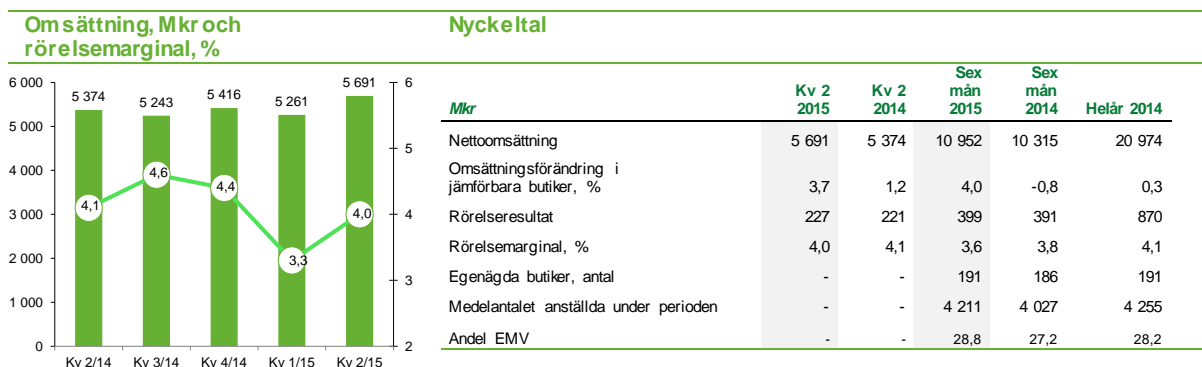 Omsättning, Mkr och
rörelsemarginal, %
6 000
5 000
4 000
3 000
2 000
1 000
0
5 374
5 243
5 416
5 261
5 691
4,1
4,6
4,4
3,3
4,0
6
5
4
3
2
Kv 2/14 Kv 3/14 Kv 4/14 Kv 1/15 Kv 2/15
Nyckeltal
Mkr Kv 2 2015 Kv 2 2014 Sex mån 2015 Sex mån 2014 Helår 2014
Nettoomsättning 5 691 5 374 10 952 10 315 20 974
Omsättningsförändring i
jämförbara butiker, % 3,7 1,2 4,0 -0,8 0,3
Rörelseresultat 227 221 399 391 870
Rörelsemarginal, % 4,0 4,1 3,6 3,8 4,1
Egenägda butiker, antal - - 191 186 191
Medelantalet anställda under perioden - - 4 211 4 027 4 255
Andel EMV - - 28,8 27,2 28,2